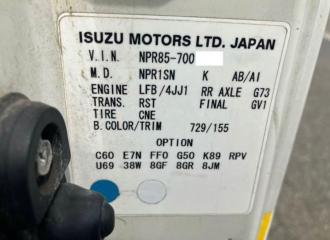 ISUZU MOTORS LTD. JAPAN
V.I.N. NPR85-700
M.D. NPR1SN K AB/AI
ENGINE LFB/4JJ1 RR AXLE G73
TRANS. RST FINAL GV1
TIRE CNE
B.COLOR/TRIM 729/155
OPTION
C60 E7N FF0 G50 K89 RPV
U69 38W 8GF 8GR 8JM